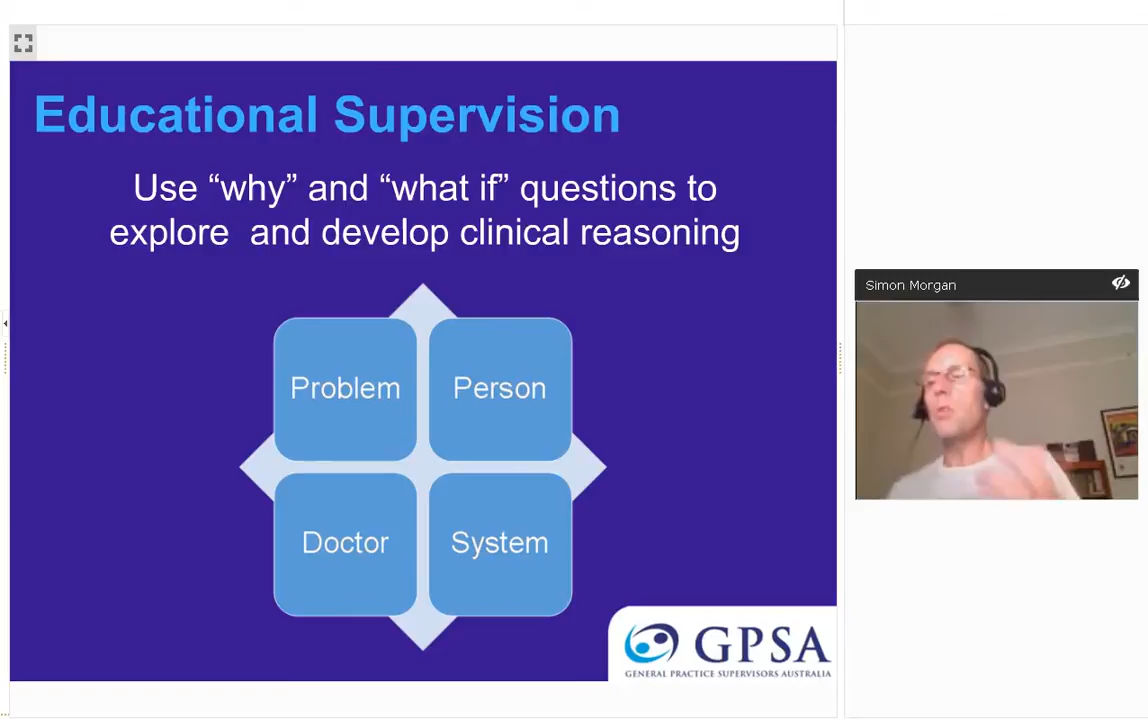 Educational Supervision
Use “why” and “what if” questions to
explore and develop clinical reasoning
Problem
Person
Doctor
System
GPSA
GENERAL PRACTICE SUPERVISORS AUSTRALIA
Simon Morgan